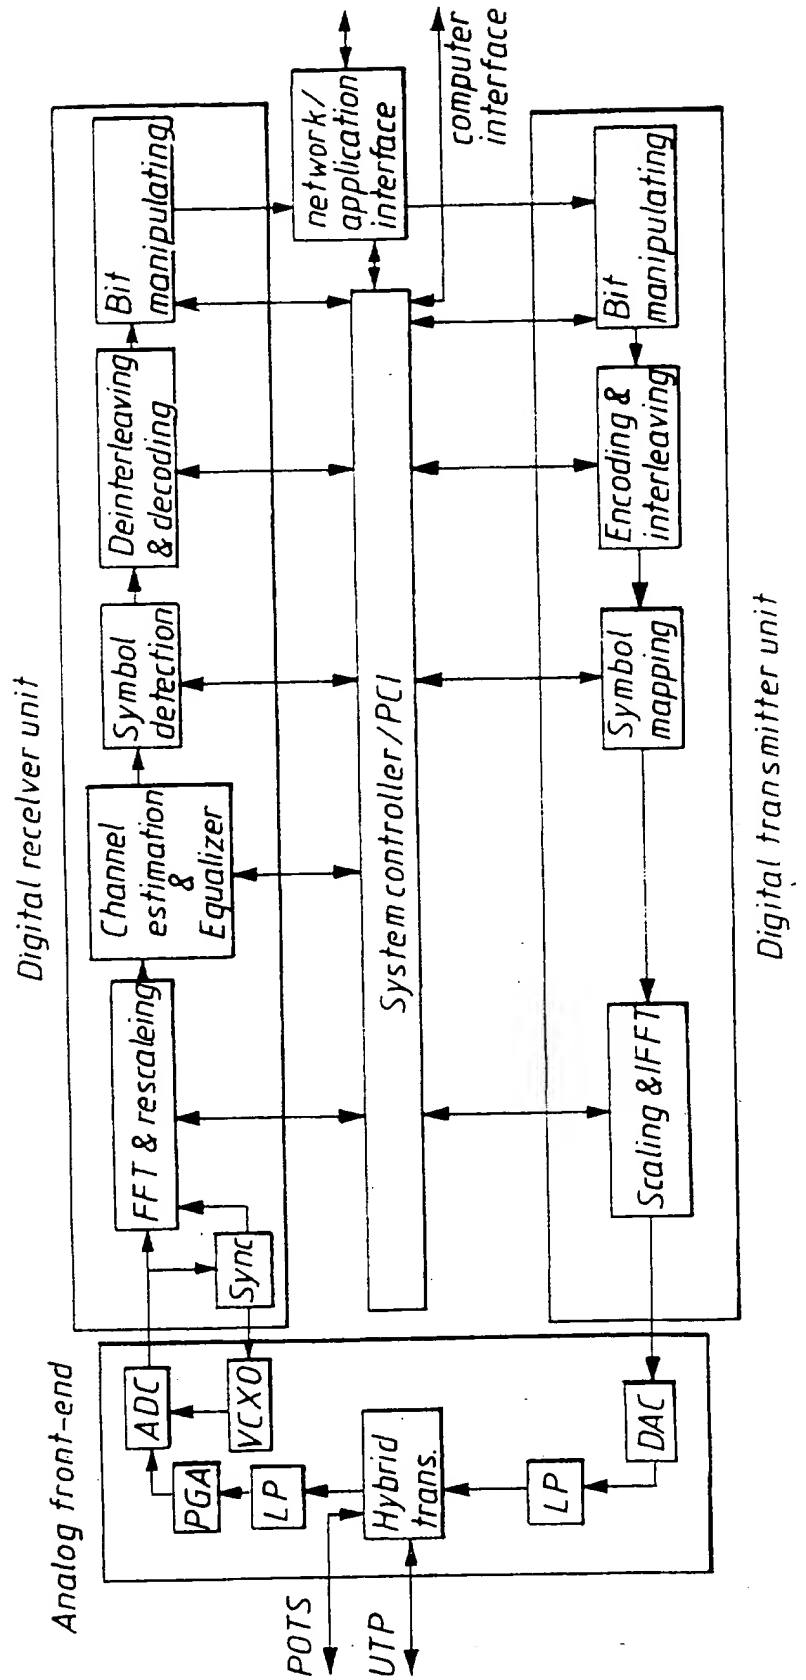 Analog front-end
POTS
UTP
Hybrid
trans.
LP
PGA
ADC
VCXO
LP
DAC
Digital receiver unit
Sync
FFT & rescaleing
Channel
estimation
&
Equalizer
Symbol
detection
Deinterleaving
& decoding
Bit
manipulating
System controller/PCI
network/
application
interface
computer
interface
Digital transmitter unit
Bit
manipulating
Encoding &
interleaving
Symbol
mapping
Scaling & IFFT